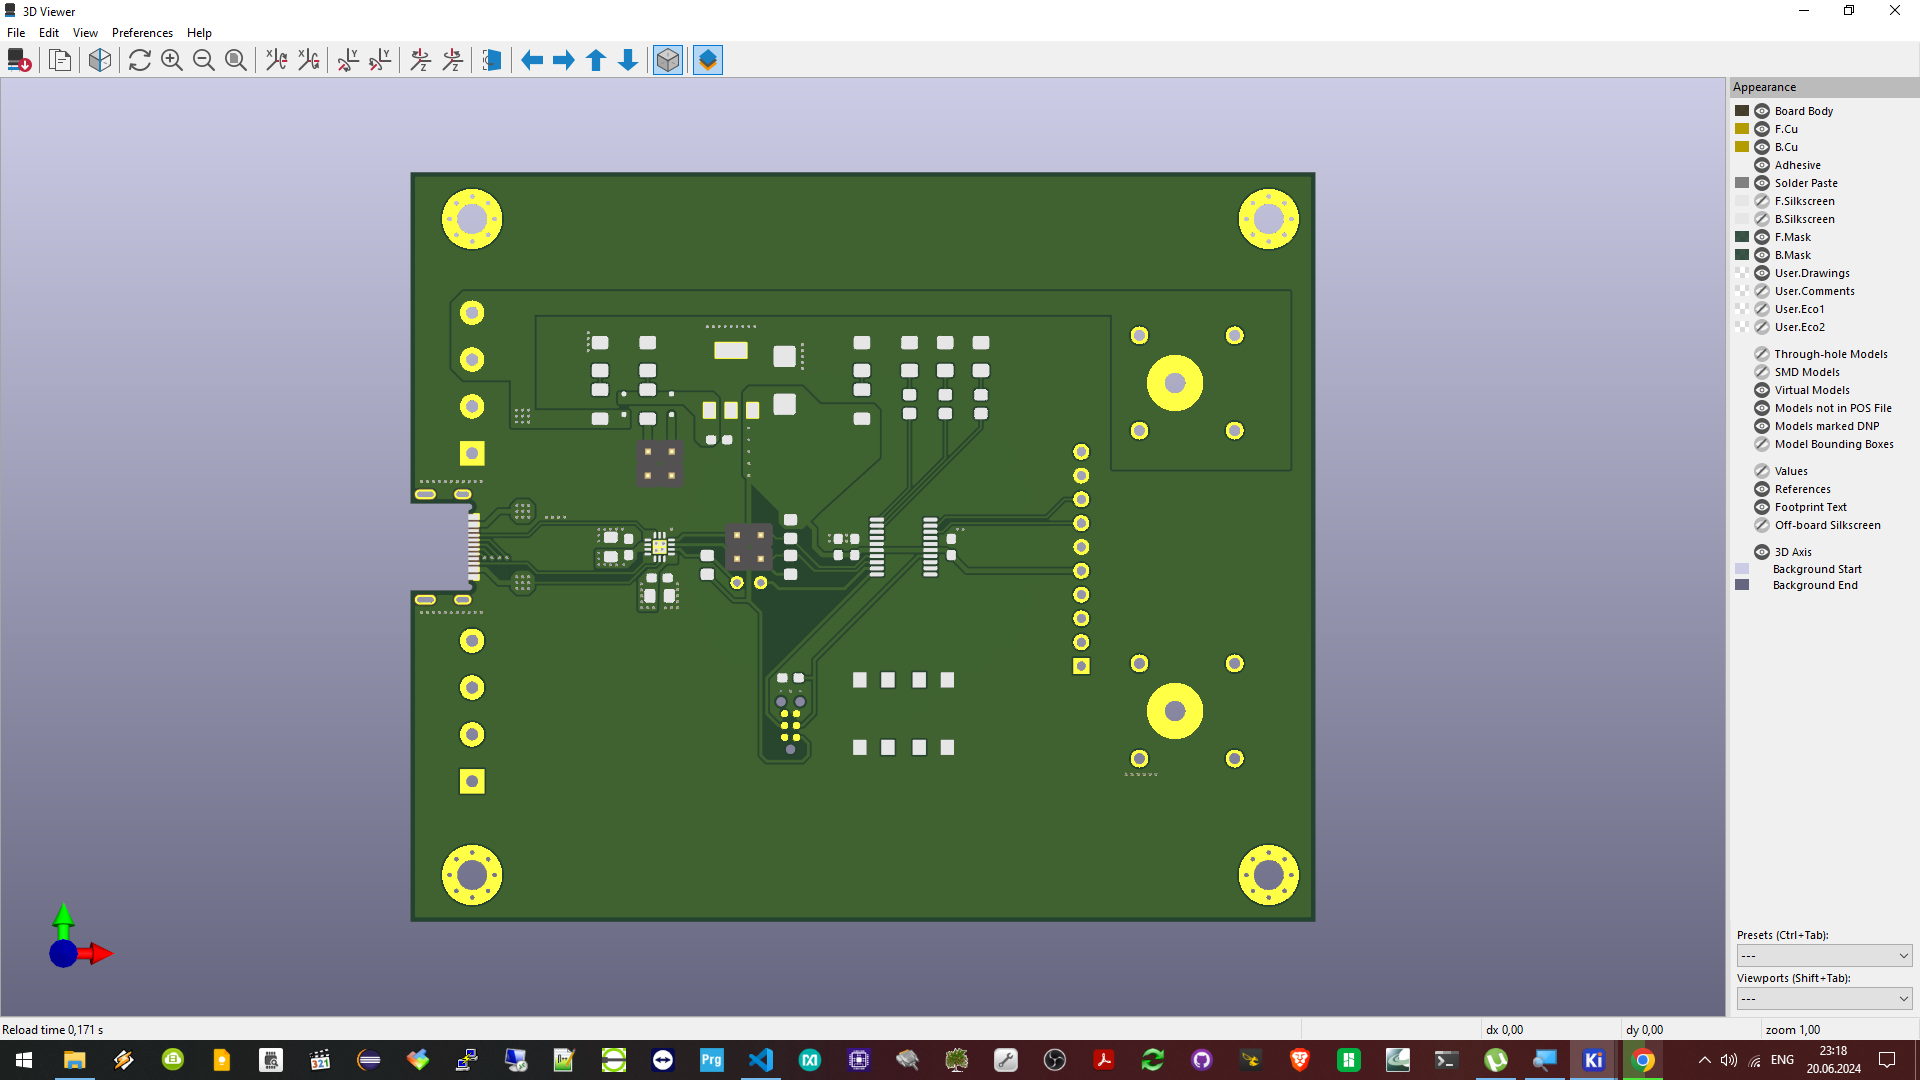 3D Viewer
File Edit View Preferences Help
Appearance
Board Body
F.Cu
B.Cu
Adhesive
Solder Paste
F.Silkscreen
B.Silkscreen
F.Mask
B.Mask
User.Drawings
User.Comments
User.Eco1
User.Eco2
Through-hole Models
SMD Models
Virtual Models
Models not in POS File
Models marked DNP
Model Bounding Boxes
Values
References
Footprint Text
Off-board Silkscreen
3D Axis
Background Start
Background End
Presets (Ctrl+Tab):
---
Viewports (Shift+Tab):
---
Reload time 0,171 s
dx 0,00
dy 0,00
zoom 1,00
321
Prg
Ki
ENG
23:18
20.06.2024